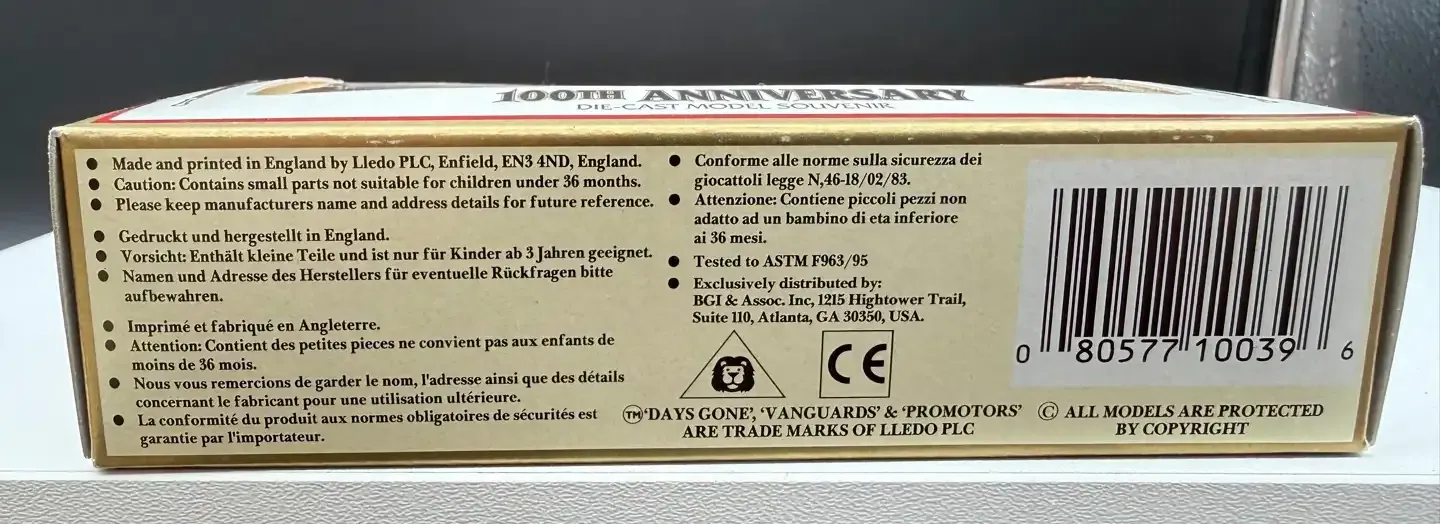 100TH ANNIVERSARY
DIE-CAST MODEL SOUVENIR
• Made and printed in England by Lledo PLC, Enfield, EN3 4ND, England.
• Caution: Contains small parts not suitable for children under 36 months.
• Please keep manufacturers name and address details for future reference.
• Gedruckt und hergestellt in England.
• Vorsicht: Enthält kleine Teile und ist nur für Kinder ab 3 Jahren geeignet.
• Namen und Adresse des Herstellers für eventuelle Rückfragen bitte
aufbewahren.
• Imprimé et fabriqué en Angleterre.
• Attention: Contient des petites pieces ne convient pas aux enfants de
moins de 36 mois.
• Nous vous remercions de garder le nom, l'adresse ainsi que des détails
concernant le fabricant pour une utilisation ultérieure.
• La conformité du produit aux normes obligatoires de sécurités est
garantie par l'importateur.
• Conforme alle norme sulla sicurezza dei
giocattoli legge N,46-18/02/83.
• Attenzione: Contiene piccoli pezzi non
adatto ad un bambino di eta inferiore
ai 36 mesi.
• Tested to ASTM F963/95
• Exclusively distributed by:
BGI & Assoc. Inc, 1215 Hightower Trail,
Suite 110, Atlanta, GA 30350, USA.
CE
TM 'DAYS GONE', 'VANGUARDS' & 'PROMOTORS'
ARE TRADE MARKS OF LLEDO PLC
© ALL MODELS ARE PROTECTED
BY COPYRIGHT
0 80577 10039 6